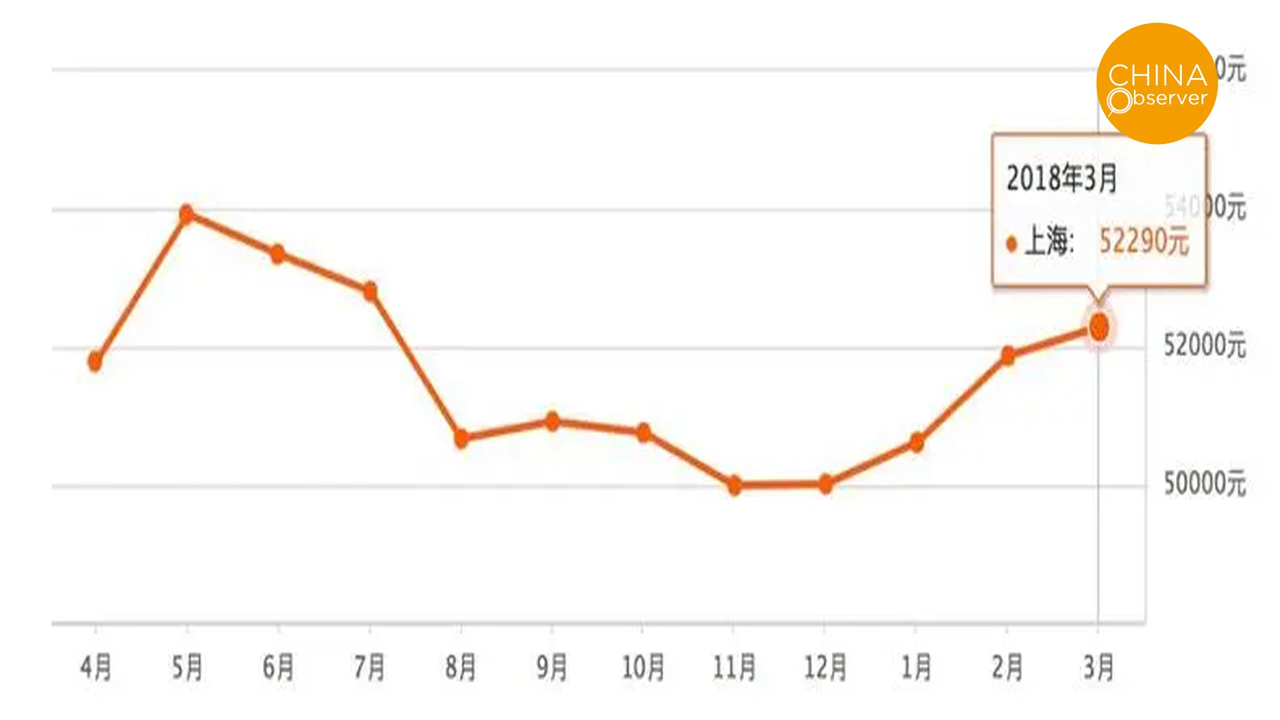 CHINA
Observer
0元
2018年3月
上海: 52290元
54000元
52000元
50000元
4月 5月 6月 7月 8月 9月 10月 11月 12月 1月 2月 3月